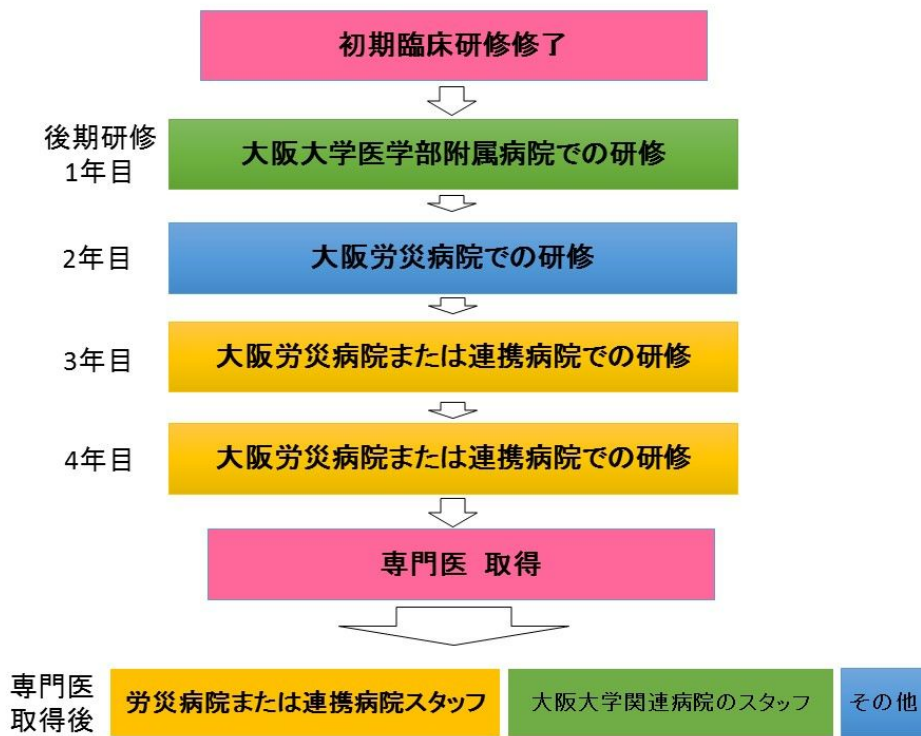 初期臨床研修修了
後期研修
1年目
大阪大学医学部附属病院での研修
2年目
大阪労災病院での研修
3年目
大阪労災病院または連携病院での研修
4年目
大阪労災病院または連携病院での研修
専門医 取得
専門医
取得後
労災病院または連携病院スタッフ
大阪大学関連病院のスタッフ
その他